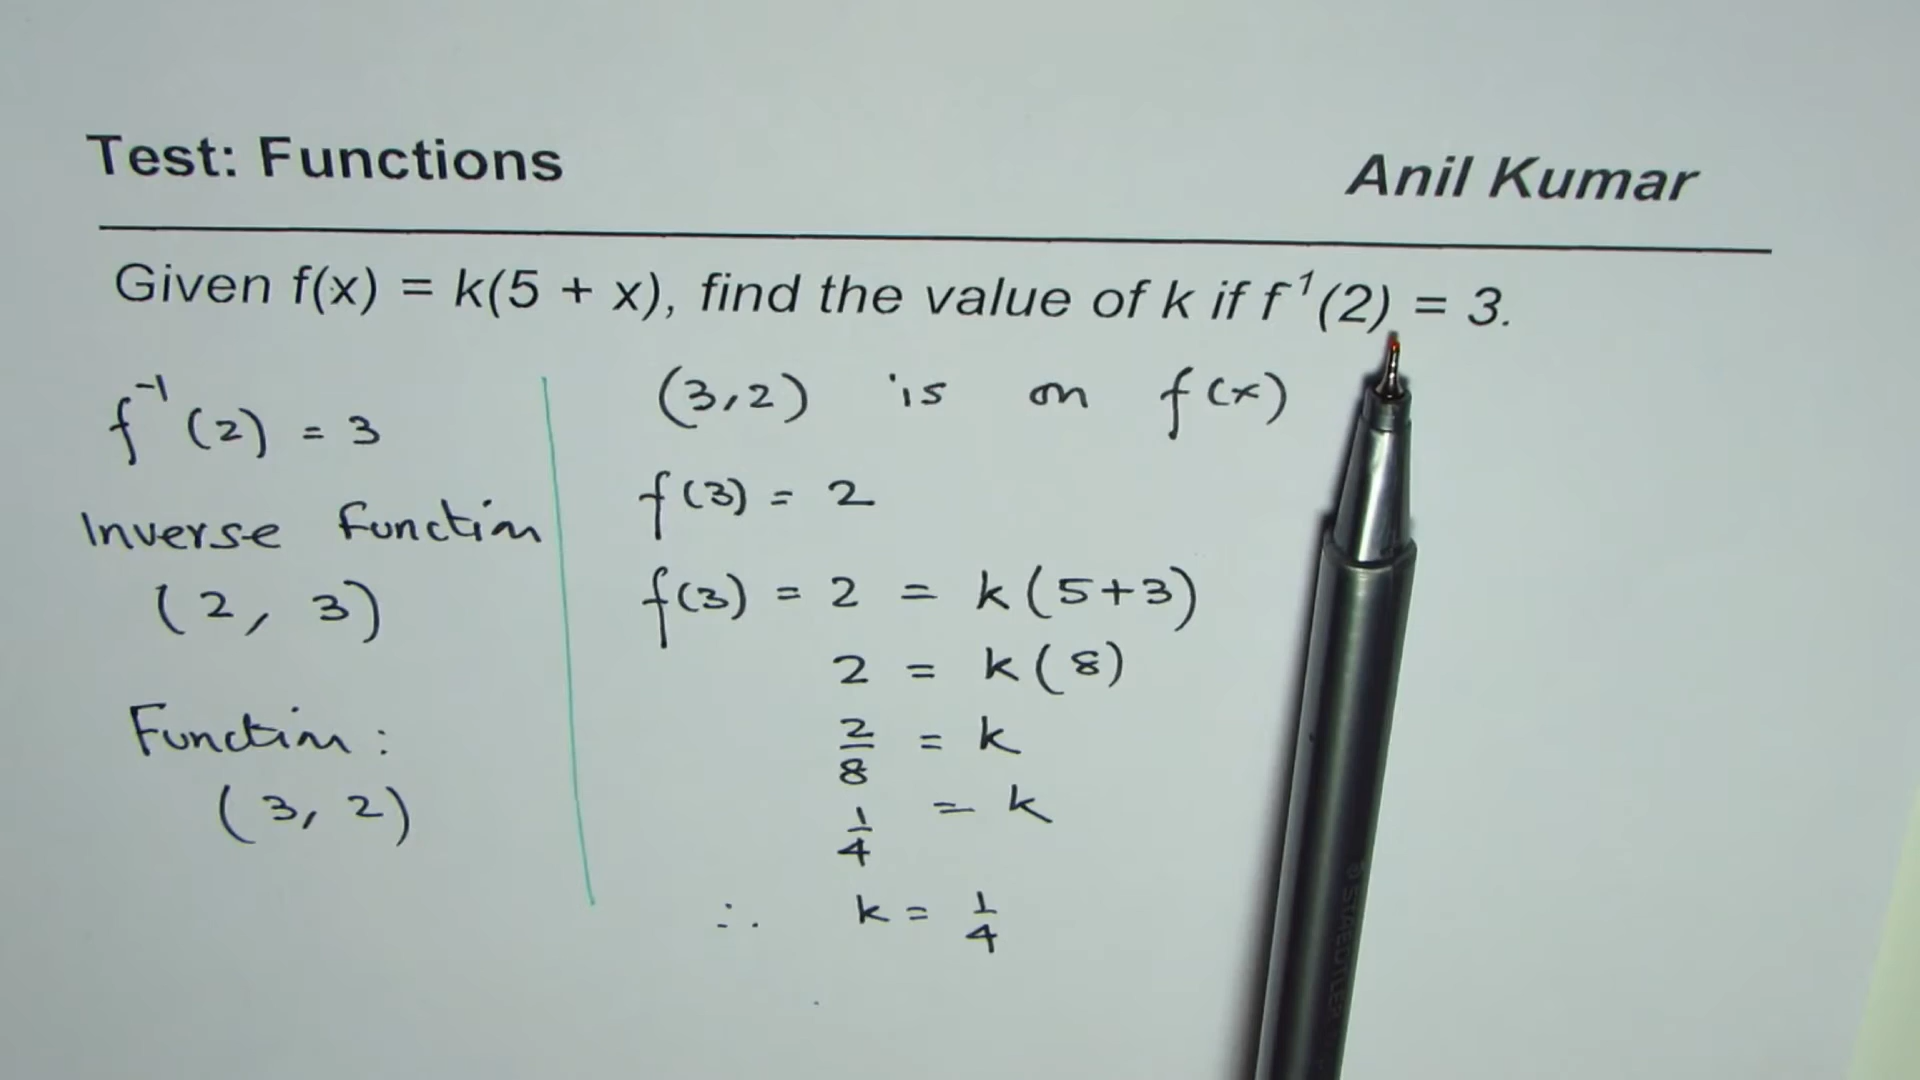 Test: Functions
Anil Kumar
Given f(x) = k(5 + x), find the value of k if f¹(2) = 3.
f⁻¹(2) = 3
Inverse Function
(2, 3)
Function:
(3, 2)
(3,2) is on f(x)
f(3) = 2
f(3) = 2 = k(5+3)
2 = k(8)
2/8 = k
1/4 = k
∴ k = 1/4
STAEDTLER